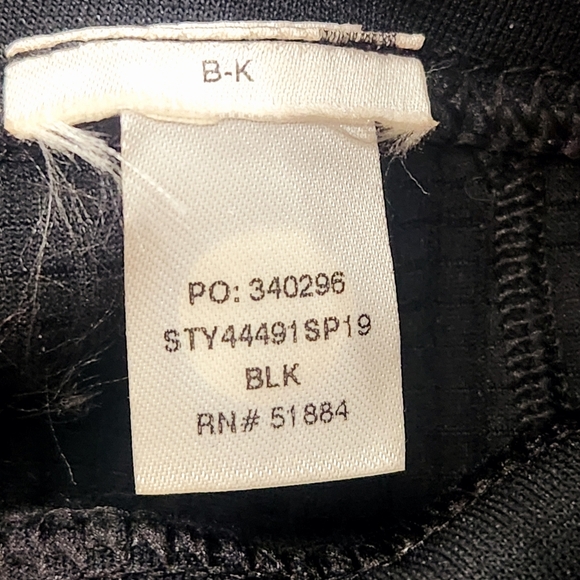 B-K
PO: 340296
STY44491SP19
BLK
RN# 51884